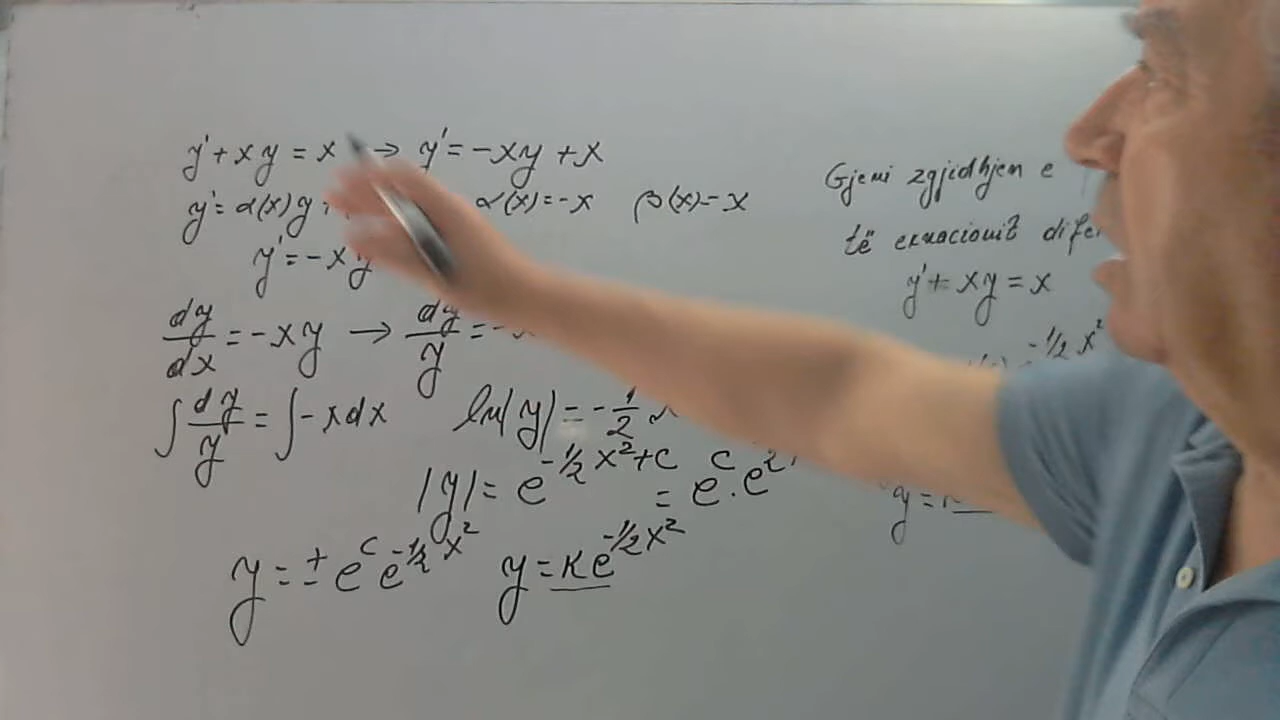 y' + xy = x → y' = -xy + x
y' = α(x)y α(x) = -x β(x) = x
y' = -xy
dy/dx = -xy → dy/y = -
∫ dy/y = ∫ -x dx ln|y| = -1/2
|y| = e^(-1/2 x² + c) = e^c · e
y = ± e^c e^(-1/2 x²) y = ke^(-1/2 x²)
Gjeni zgjidhjen e
të ekuacionit
y' + xy = x
-1/2 x²
y =